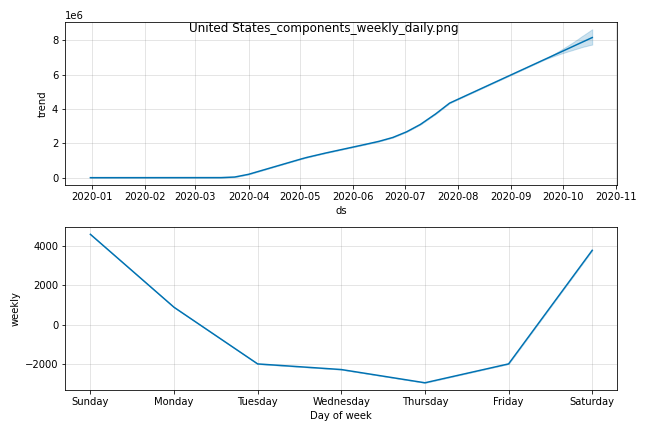 1e6
United States_components_weekly_daily.png
8
6
4
2
0
trend
2020-01 2020-02 2020-03 2020-04 2020-05 2020-06 2020-07 2020-08 2020-09 2020-10 2020-11
ds
4000
2000
0
−2000
weekly
Sunday Monday Tuesday Wednesday Thursday Friday Saturday
Day of week